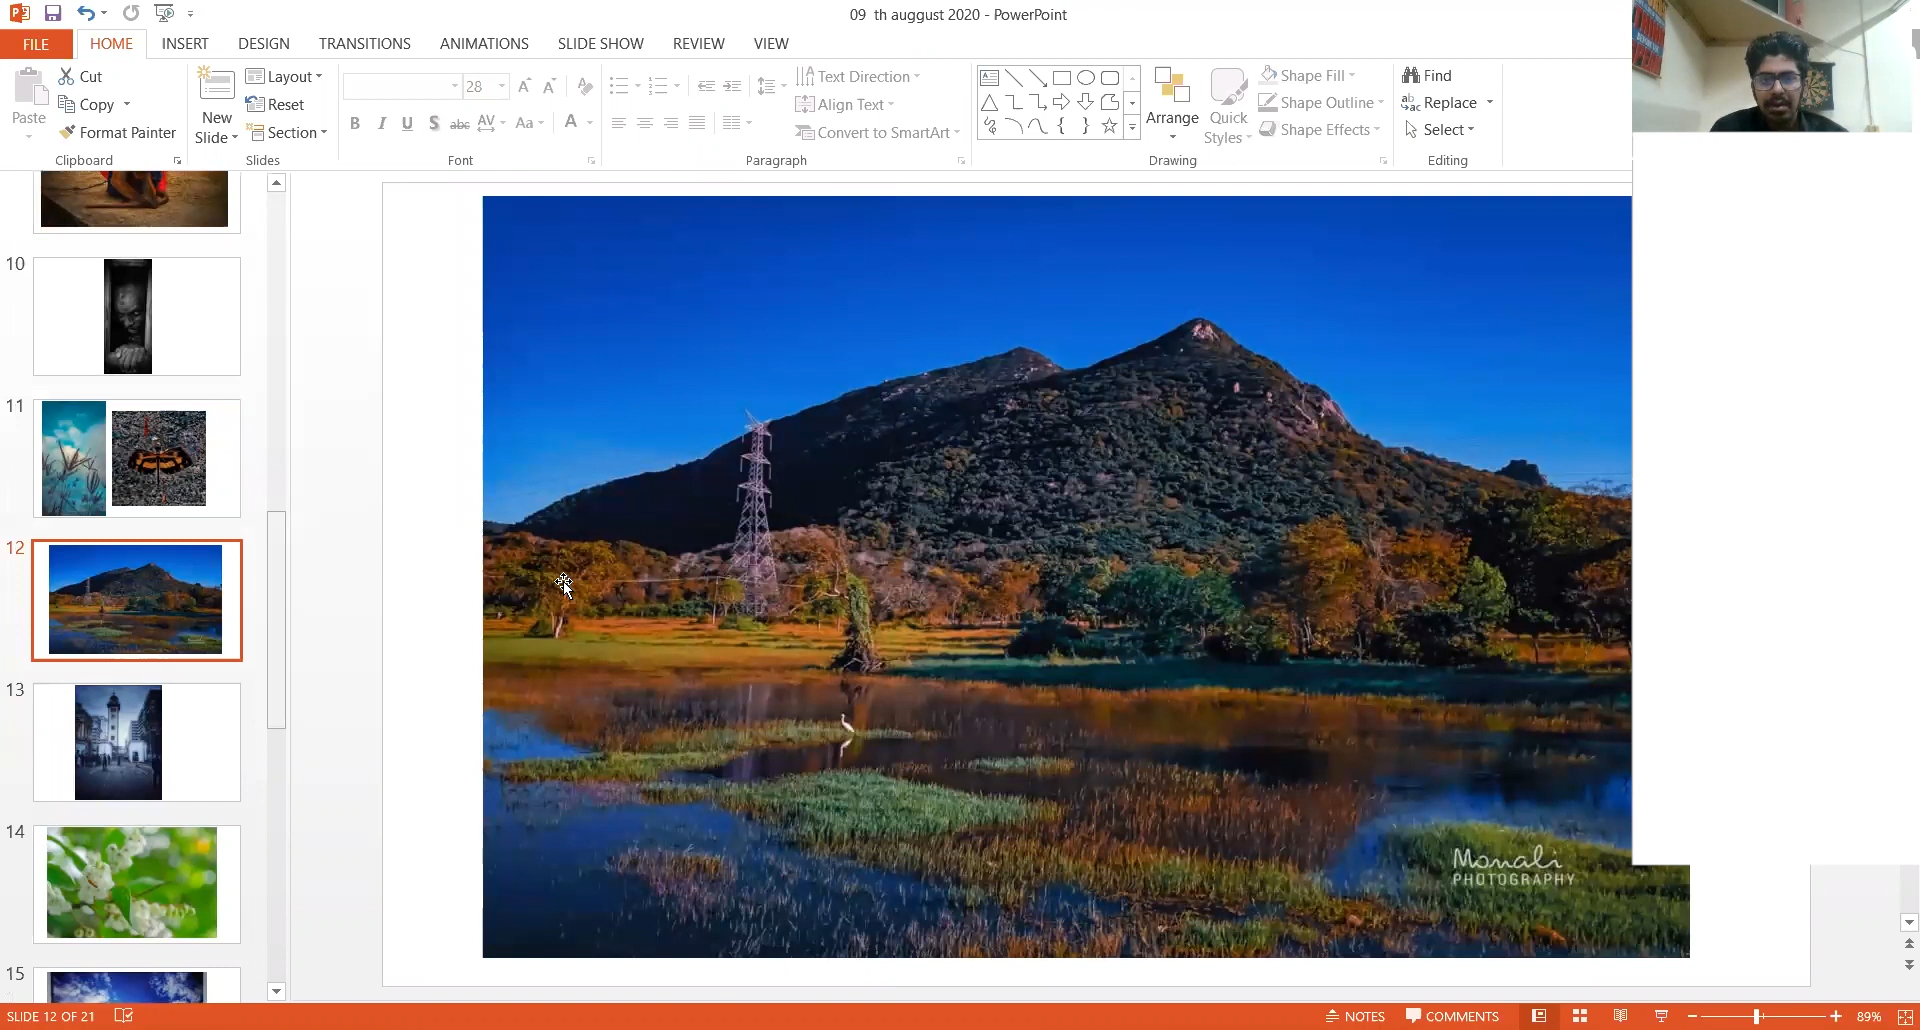 09 th auggust 2020 - PowerPoint
FILE HOME INSERT DESIGN TRANSITIONS ANIMATIONS SLIDE SHOW REVIEW VIEW
Paste
Cut
Copy
Format Painter
Clipboard
New
Slide
Layout
Reset
Section
Slides
28
B I U S abc AV Aa A
Font
Text Direction
Align Text
Convert to SmartArt
Paragraph
Arrange
Quick
Styles
Shape Fill
Shape Outline
Shape Effects
Drawing
Find
Replace
Select
Editing
10
11
12
13
14
15
Monali
PHOTOGRAPHY
SLIDE 12 OF 21
NOTES COMMENTS 89%